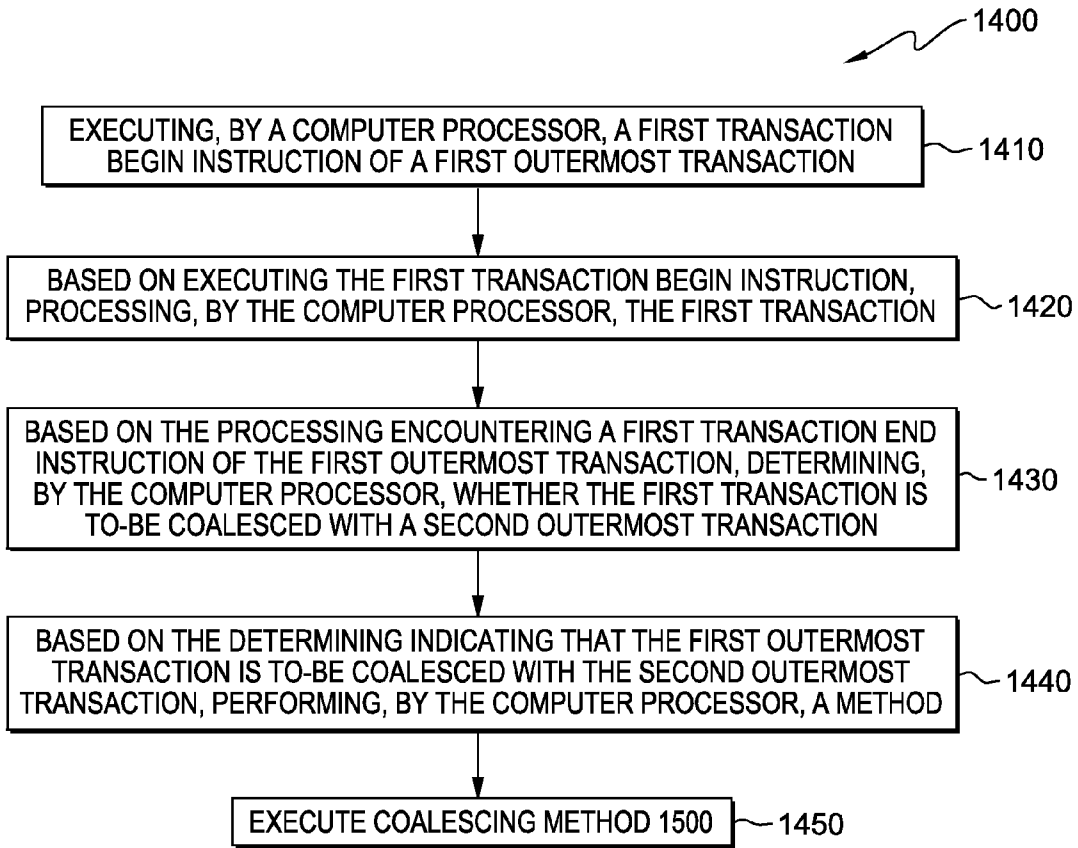 1400
EXECUTING, BY A COMPUTER PROCESSOR, A FIRST TRANSACTION
BEGIN INSTRUCTION OF A FIRST OUTERMOST TRANSACTION
1410
BASED ON EXECUTING THE FIRST TRANSACTION BEGIN INSTRUCTION,
PROCESSING, BY THE COMPUTER PROCESSOR, THE FIRST TRANSACTION
1420
BASED ON THE PROCESSING ENCOUNTERING A FIRST TRANSACTION END
INSTRUCTION OF THE FIRST OUTERMOST TRANSACTION, DETERMINING,
BY THE COMPUTER PROCESSOR, WHETHER THE FIRST TRANSACTION IS
TO-BE COALESCED WITH A SECOND OUTERMOST TRANSACTION
1430
BASED ON THE DETERMINING INDICATING THAT THE FIRST OUTERMOST
TRANSACTION IS TO-BE COALESCED WITH THE SECOND OUTERMOST
TRANSACTION, PERFORMING, BY THE COMPUTER PROCESSOR, A METHOD
1440
EXECUTE COALESCING METHOD 1500
1450